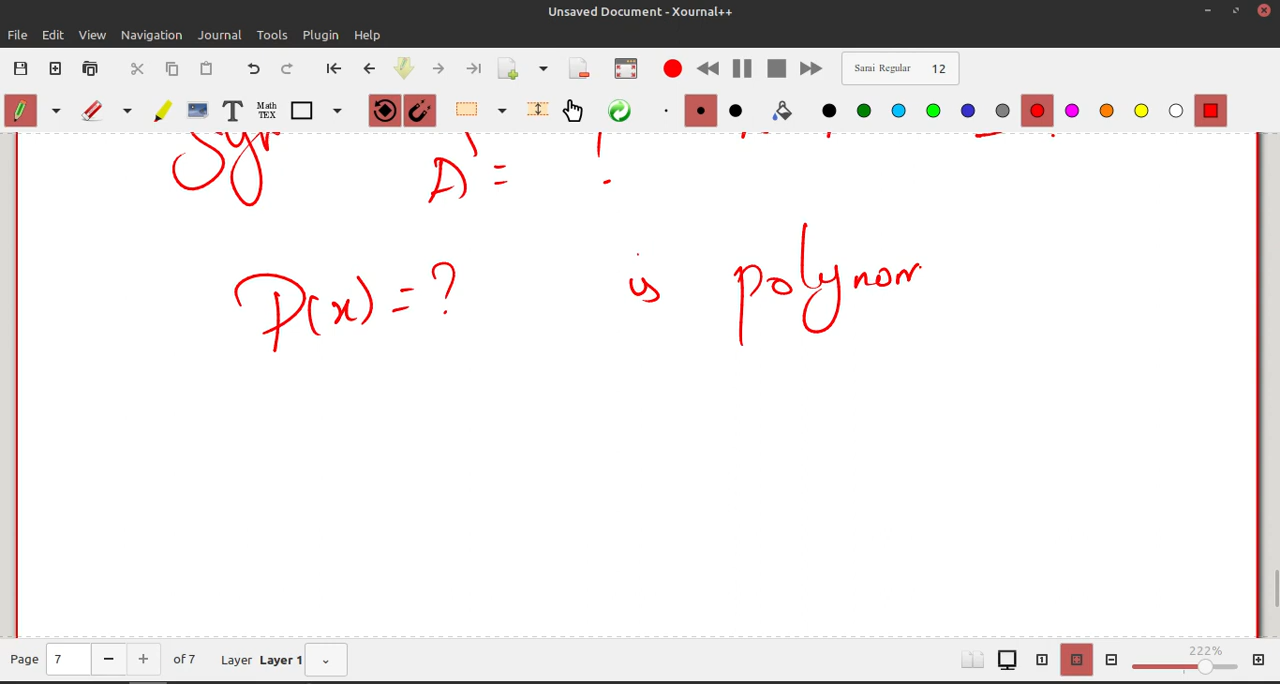 Unsaved Document - Xournal++
File Edit View Navigation Journal Tools Plugin Help
Sarai Regular 12
Math TEX
A =
P(x) = ? is polynom
Page 7 of 7 Layer Layer 1 222%